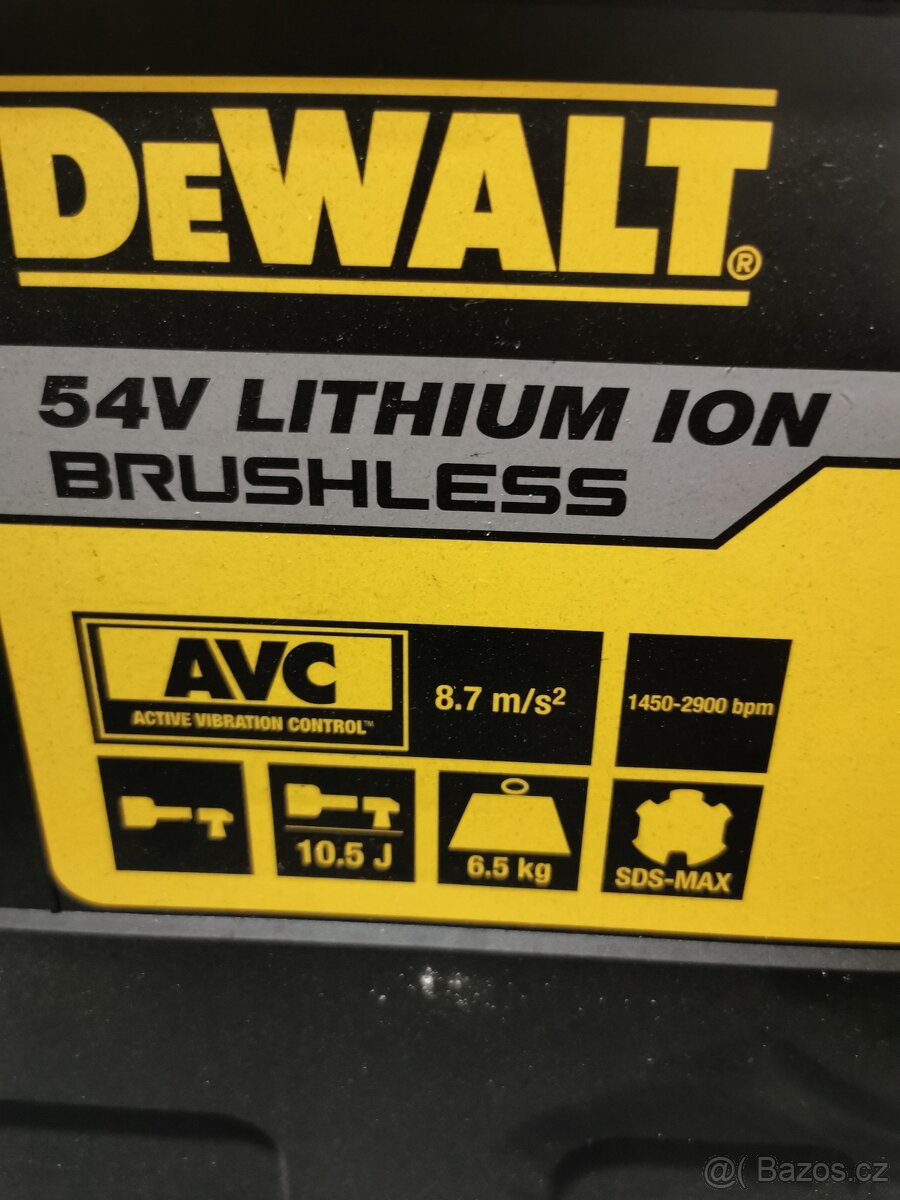 DEWALT®
54V LITHIUM ION
BRUSHLESS
AVC
ACTIVE VIBRATION CONTROL™
8.7 m/s²
1450-2900 bpm
10.5 J
6.5 kg
SDS-MAX
@( Bazos.cz